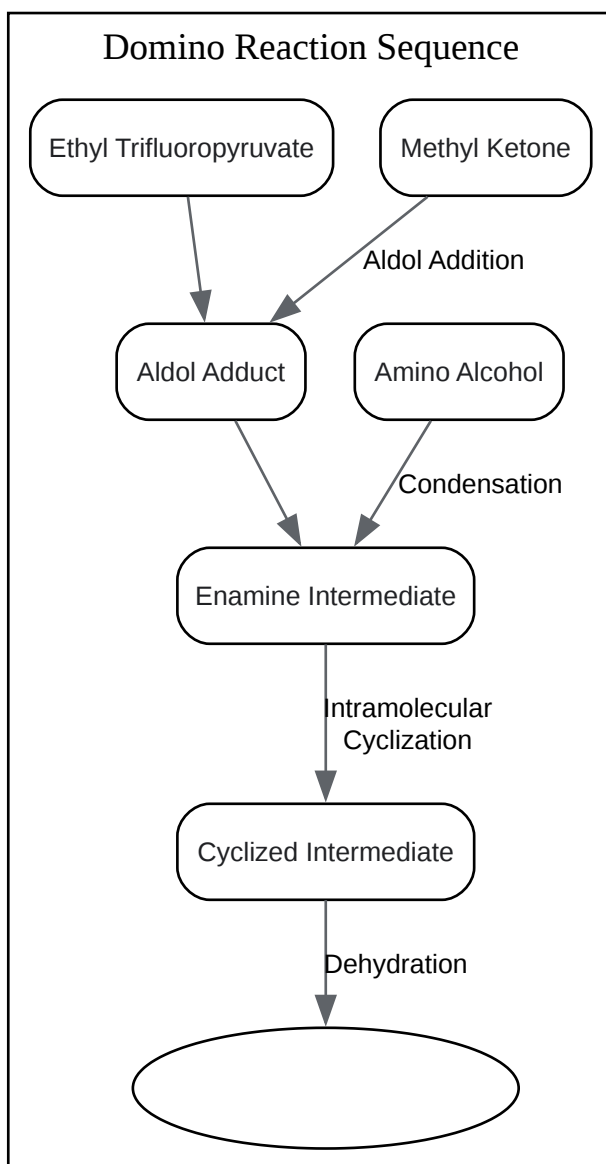 Domino Reaction Sequence
Ethyl Trifluoropyruvate
Methyl Ketone
Aldol Addition
Aldol Adduct
Amino Alcohol
Condensation
Enamine Intermediate
Intramolecular
Cyclization
Cyclized Intermediate
Dehydration